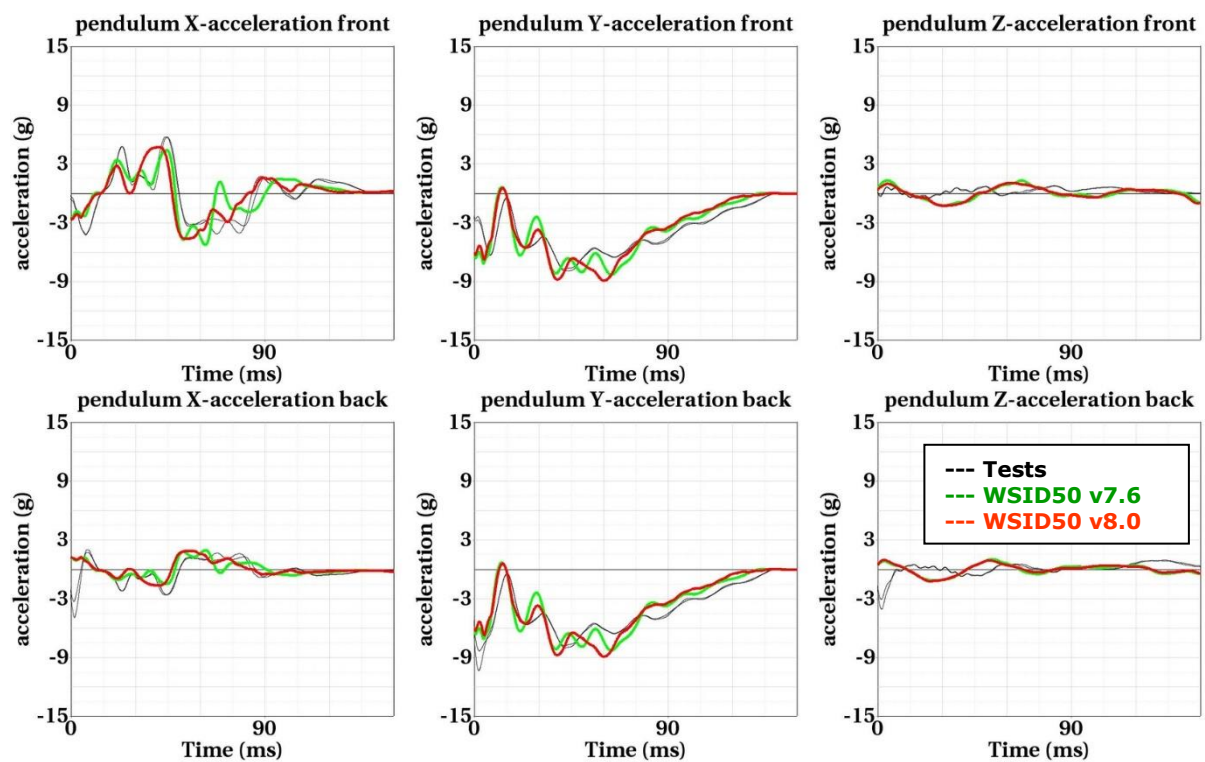 pendulum X-acceleration front
pendulum Y-acceleration front
pendulum Z-acceleration front
15
9
3
-3
-9
-15
acceleration (g)
0
90
Time (ms)
15
9
3
-3
-9
-15
acceleration (g)
0
90
Time (ms)
15
9
3
-3
-9
-15
acceleration (g)
0
90
Time (ms)
pendulum X-acceleration back
pendulum Y-acceleration back
pendulum Z-acceleration back
15
9
3
-3
-9
-15
acceleration (g)
0
90
Time (ms)
15
9
3
-3
-9
-15
acceleration (g)
0
90
Time (ms)
15
9
3
-3
-9
-15
acceleration (g)
0
90
Time (ms)
--- Tests
--- WSID50 v7.6
--- WSID50 v8.0